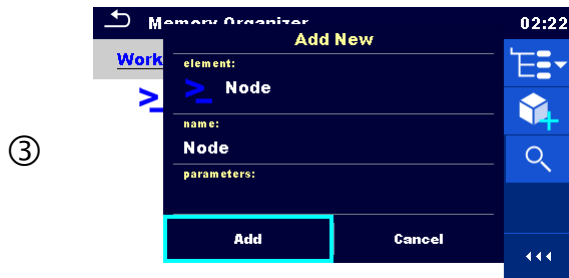 Memory Organizer 02:22
Add New
Work
element:
>_ Node
>_
name:
Node
③
parameters:
Add Cancel